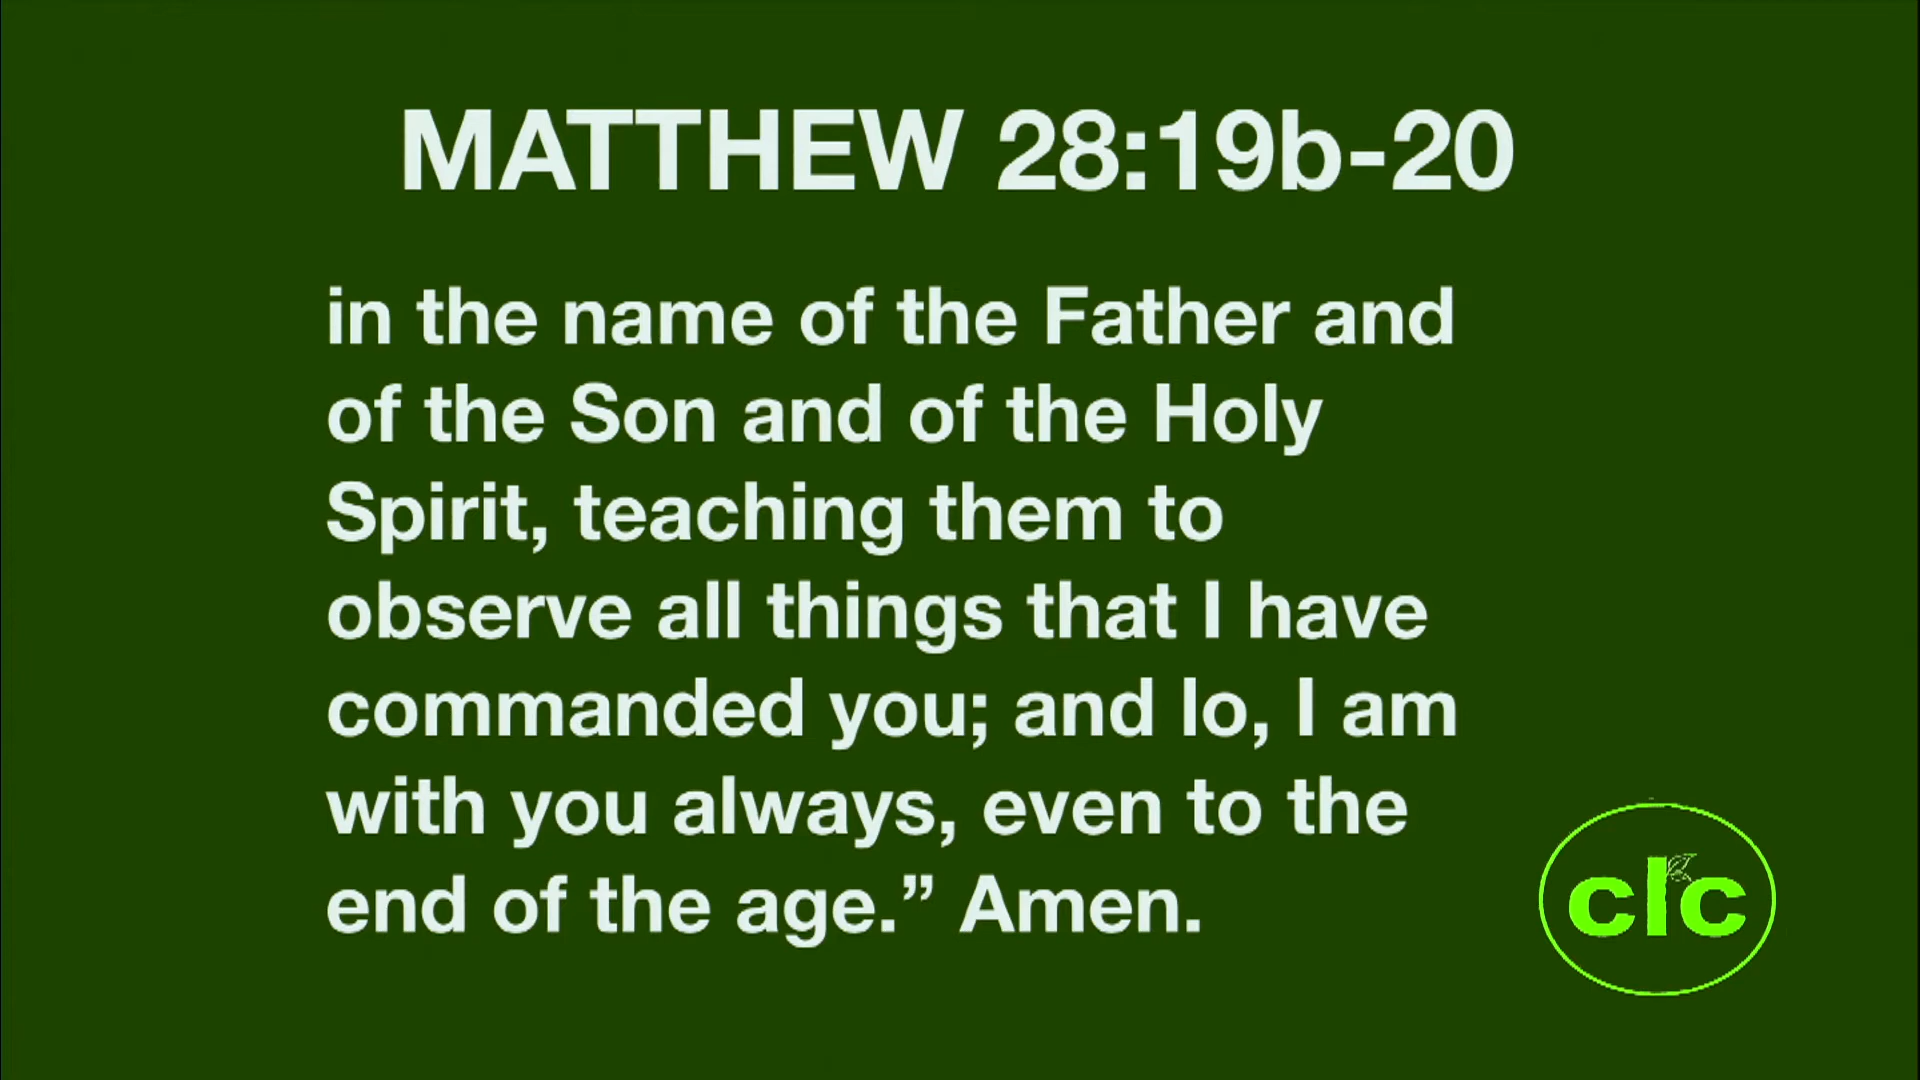 MATTHEW 28:19b-20
in the name of the Father and
of the Son and of the Holy
Spirit, teaching them to
observe all things that I have
commanded you; and lo, I am
with you always, even to the
end of the age.” Amen.
clc